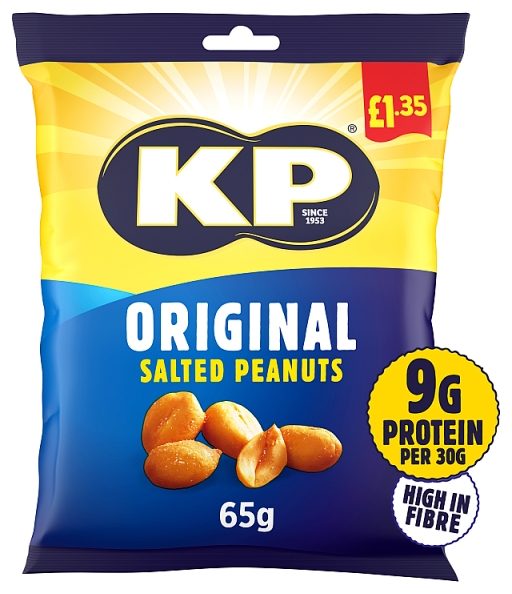 £1.35
KP
®
SINCE
1953
ORIGINAL
SALTED PEANUTS
65g
9G
PROTEIN
PER 30G
HIGH IN
FIBRE